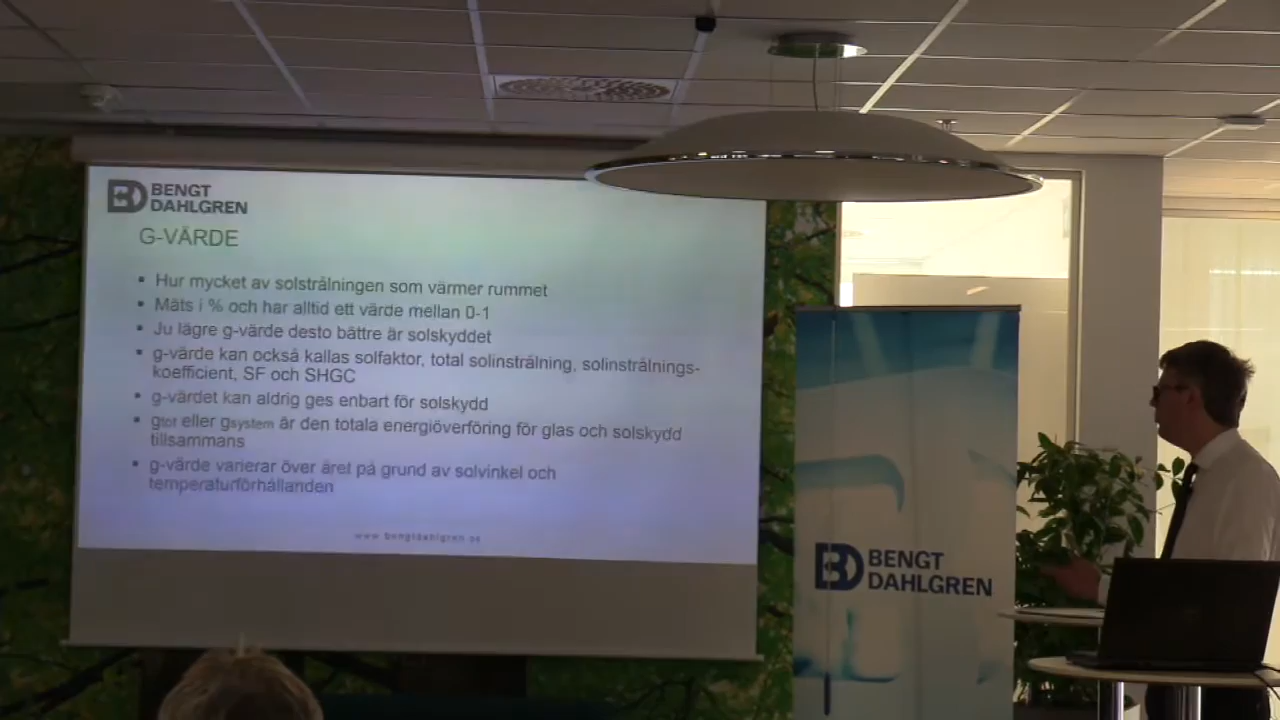 BENGT
DAHLGREN
G-VÄRDE
Hur mycket av solstrålningen som värmer rummet
Mäts i % och har alltid ett värde mellan 0-1
Ju lägre g-värde desto bättre är solskyddet
g-värde kan också kallas solfaktor, total solinstrålning, solinstrålnings-
koefficient, SF och SHGC
g-värdet kan aldrig ges enbart för solskydd
gtot eller gsystem är den totala energiöverföring för glas och solskydd
tillsammans
g-värde varierar över året på grund av solvinkel och
temperaturförhållanden
www.bengtdahlgren.se
BENGT
DAHLGREN